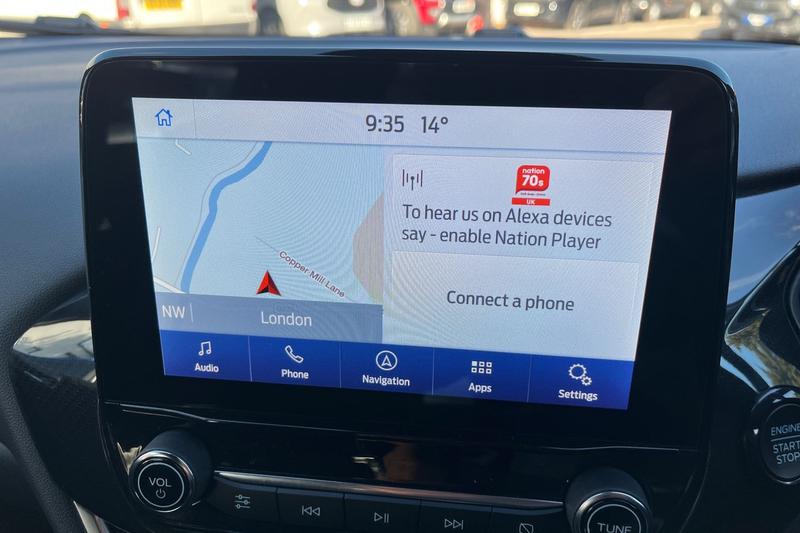 9:35 14°
nation
70s
UK
To hear us on Alexa devices
say - enable Nation Player
Copper Mill Lane
Connect a phone
NW
London
Audio
Phone
Navigation
Apps
Settings
VOL
TUNE
ENGINE
START
STOP